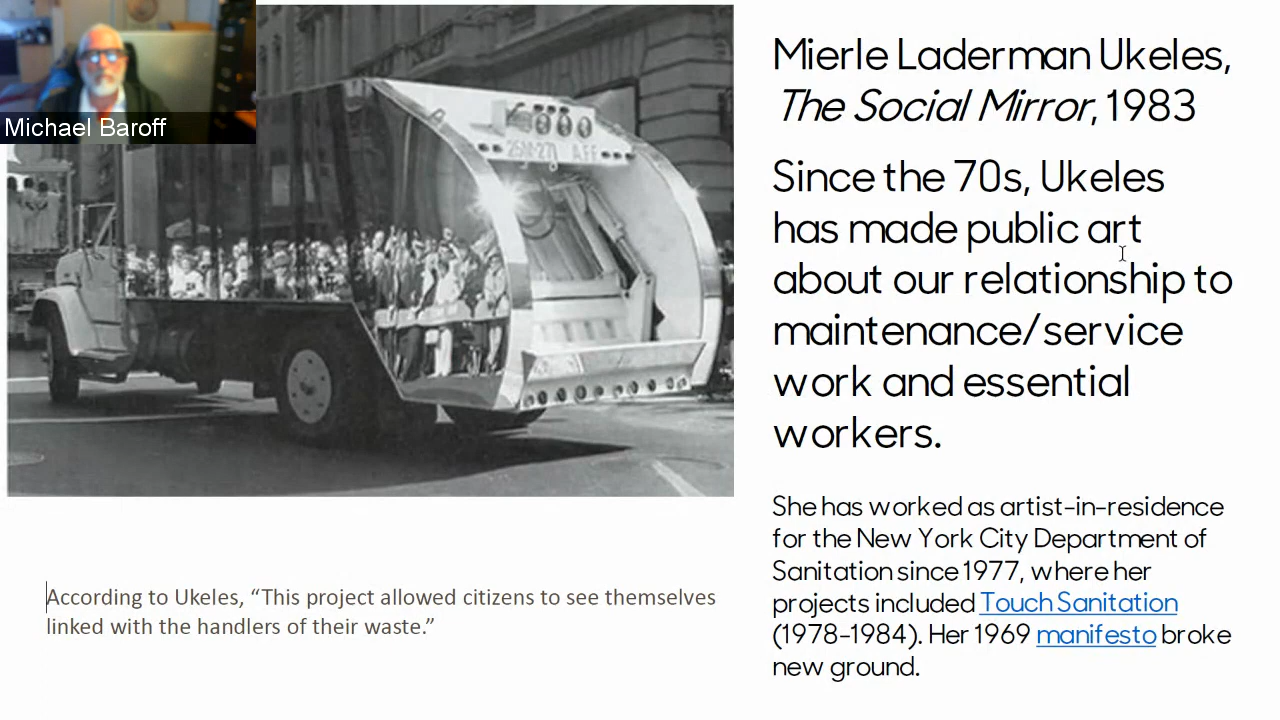 Michael Baroff
Mierle Laderman Ukeles,
The Social Mirror, 1983
Since the 70s, Ukeles
has made public art
about our relationship to
maintenance/service
work and essential
workers.
She has worked as artist-in-residence
for the New York City Department of
Sanitation since 1977, where her
projects included Touch Sanitation
(1978-1984). Her 1969 manifesto broke
new ground.
According to Ukeles, “This project allowed citizens to see themselves
linked with the handlers of their waste.”